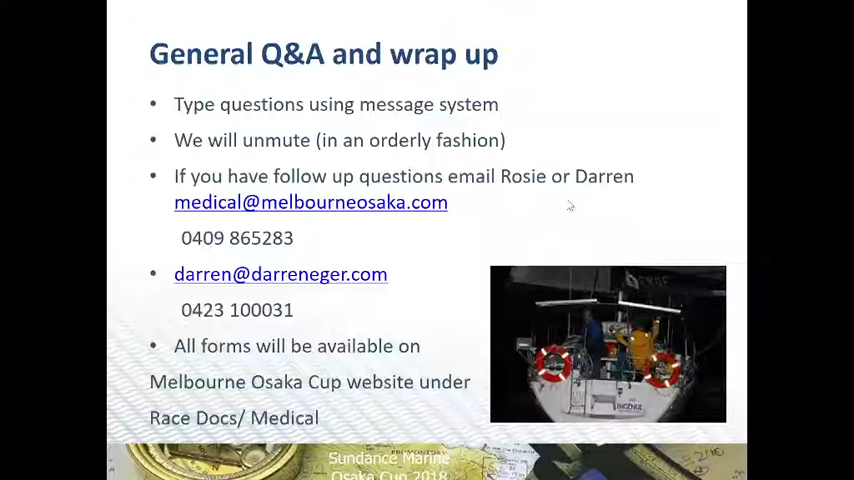 General Q&A and wrap up
• Type questions using message system
• We will unmute (in an orderly fashion)
• If you have follow up questions email Rosie or Darren
medical@melbourneosaka.com
0409 865283
• darren@darreneger.com
0423 100031
• All forms will be available on
Melbourne Osaka Cup website under
Race Docs/ Medical
INGENUE
Sundance Marine
Osaka Cup 2018